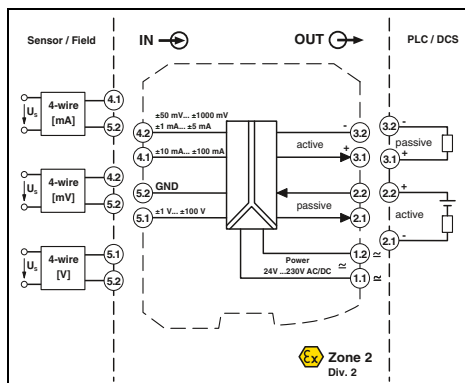 Sensor / Field
IN
OUT
PLC / DCS
Us
4-wire
[mA]
4.1
5.2
Us
4-wire
[mV]
4.2
5.2
Us
4-wire
[V]
5.1
5.2
±50 mV... ±1000 mV
4.2
±1 mA... ±5 mA
4.1
±10 mA... ±100 mA
5.2
GND
5.1
±1 V... ±100 V
-
3.2
active
+
3.1
2.2
passive
2.1
Power
24V ...230V AC/DC
≂
1.2
≂
1.1
≂
3.2
-
passive
3.1
+
2.2
+
active
2.1
-
Ex
Zone 2
Div. 2